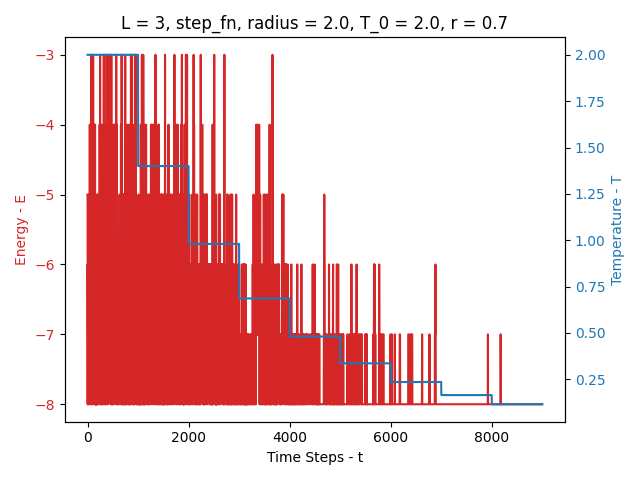 L = 3, step_fn, radius = 2.0, T_0 = 2.0, r = 0.7
−3
−4
−5
−6
−7
−8
Energy - E
2.00
1.75
1.50
1.25
1.00
0.75
0.50
0.25
Temperature - T
0 2000 4000 6000 8000
Time Steps - t